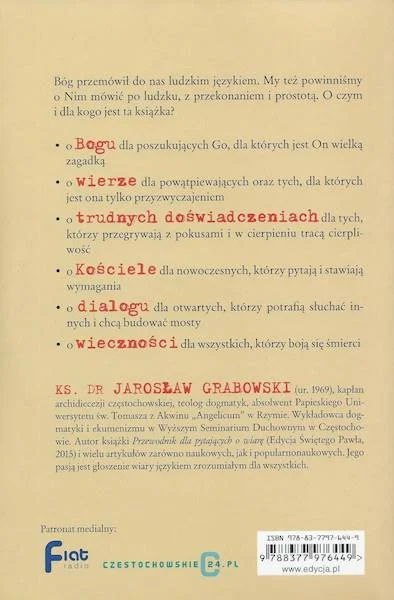 Bóg przemówił do nas ludzkim językiem. My też powinniśmy
o Nim mówić po ludzku, z przekonaniem i prostotą. O czym
i dla kogo jest ta książka?
• o Bogu dla poszukujących Go, dla których jest On wielką
zagadką
• o wierze dla powątpiewających oraz tych, dla których
jest ona tylko przyzwyczajeniem
• o trudnych doświadczeniach dla tych,
którzy przegrywają z pokusami i w cierpieniu tracą cierpli-
wość
• o Kościele dla nowoczesnych, którzy pytają i stawiają
wymagania
• o dialogu dla otwartych, którzy potrafią słuchać in-
nych i chcą budować mosty
• o wieczności dla wszystkich, którzy boją się śmierci
KS. DR JAROSŁAW GRABOWSKI (ur. 1969), kapłan
archidiecezji częstochowskiej, teolog dogmatyk, absolwent Papieskiego Uni-
wersytetu św. Tomasza z Akwinu „Angelicum” w Rzymie. Wykładowca dog-
matyki i ekumenizmu w Wyższym Seminarium Duchownym w Częstocho-
wie. Autor książki Przewodnik dla pytających o wiarę (Edycja Świętego Pawła,
2015) i wielu artykułów zarówno naukowych, jak i popularnonaukowych. Jego
pasją jest głoszenie wiary językiem zrozumiałym dla wszystkich.
Patronat medialny:
Fiat
radio
CZESTOCHOWSKIE24.PL
ISBN 978-83-7797-644-9
9 788377 976449
www.edycja.pl